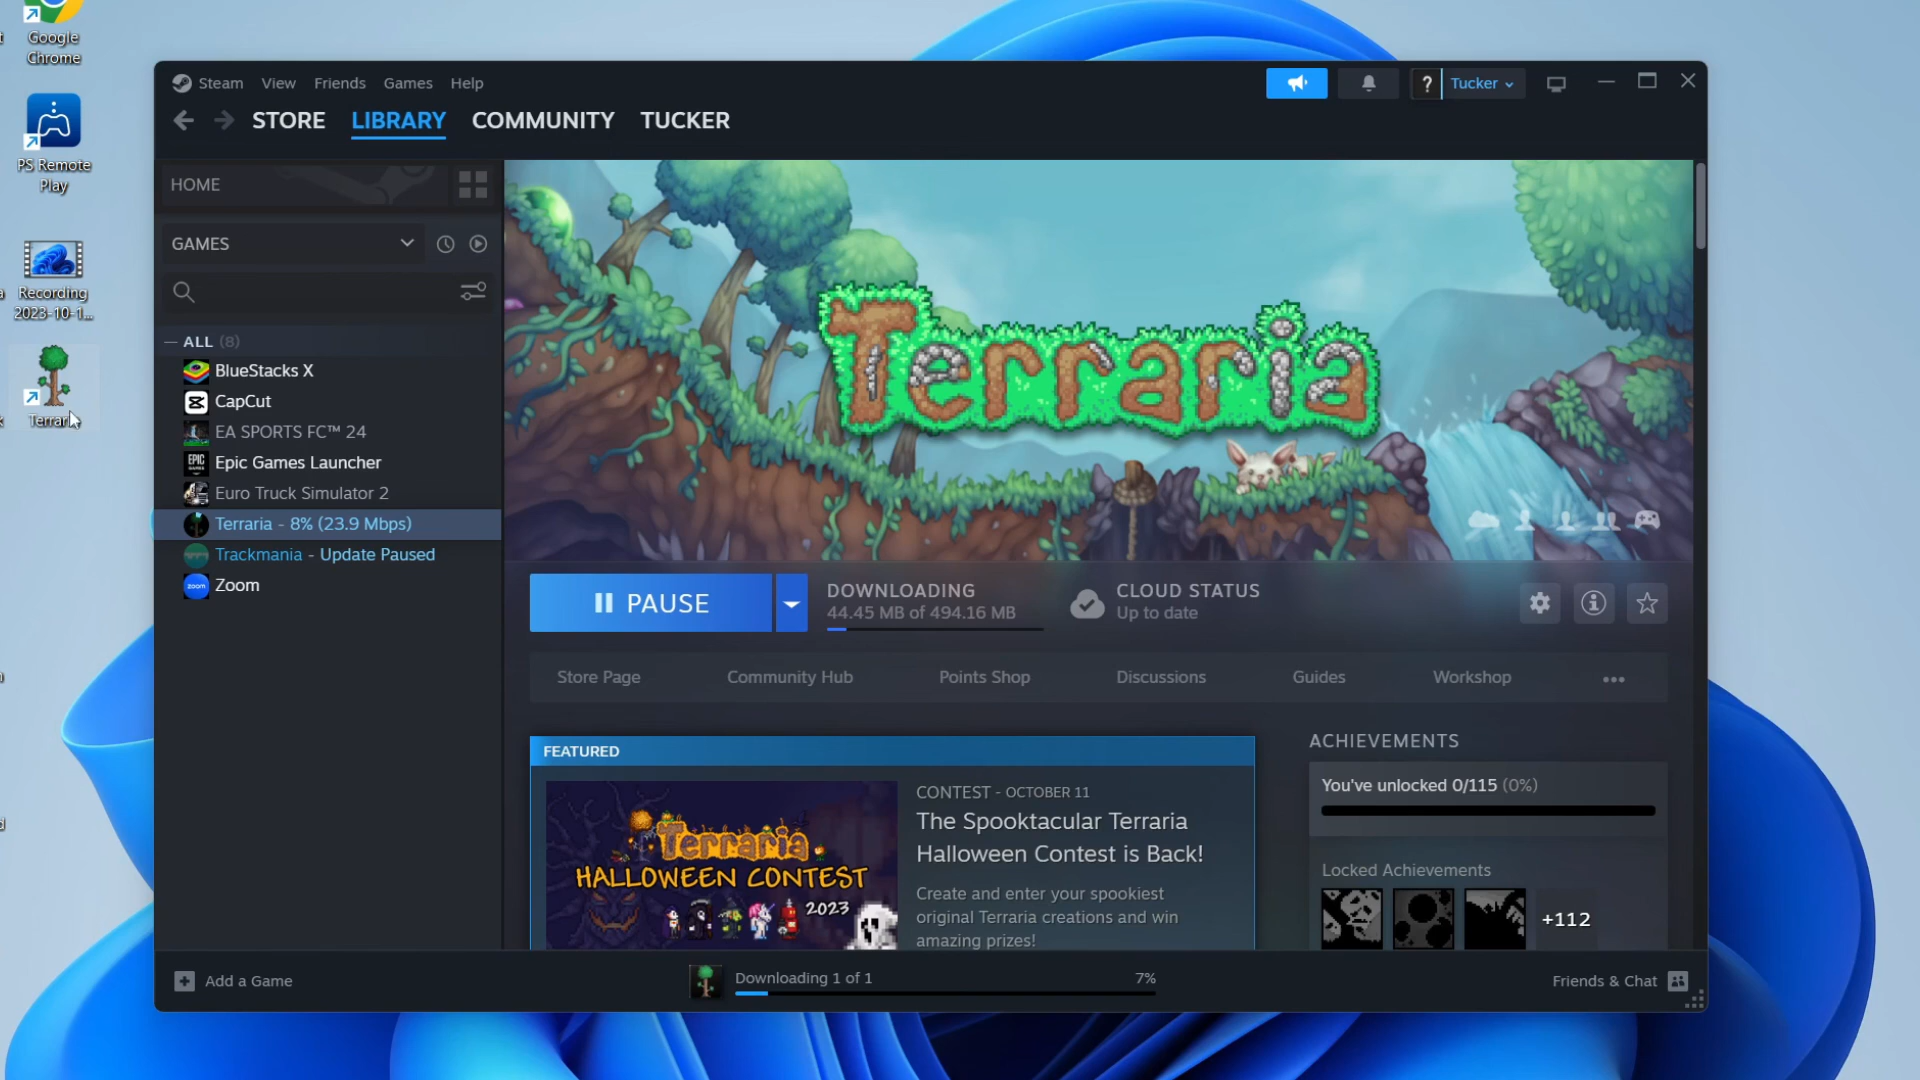 Google
Chrome
PS Remote
Play
Recording
2023-10-1...
Steam View Friends Games Help
? Tucker
STORE LIBRARY COMMUNITY TUCKER
HOME
GAMES
ALL (8)
BlueStacks X
CapCut
EA SPORTS FC™ 24
EPIC
GAMES
Epic Games Launcher
Euro Truck Simulator 2
Terraria - 8% (23.9 Mbps)
Trackmania - Update Paused
zoom
Zoom
Terraria
PAUSE
DOWNLOADING
44.45 MB of 494.16 MB
CLOUD STATUS
Up to date
Store Page Community Hub Points Shop Discussions Guides Workshop ...
FEATURED
Terraria
HALLOWEEN CONTEST
2023
CONTEST - OCTOBER 11
The Spooktacular Terraria
Halloween Contest is Back!
Create and enter your spookiest
original Terraria creations and win
amazing prizes!
ACHIEVEMENTS
You've unlocked 0/115 (0%)
Locked Achievements
+112
Add a Game
Downloading 1 of 1 7%
Friends & Chat